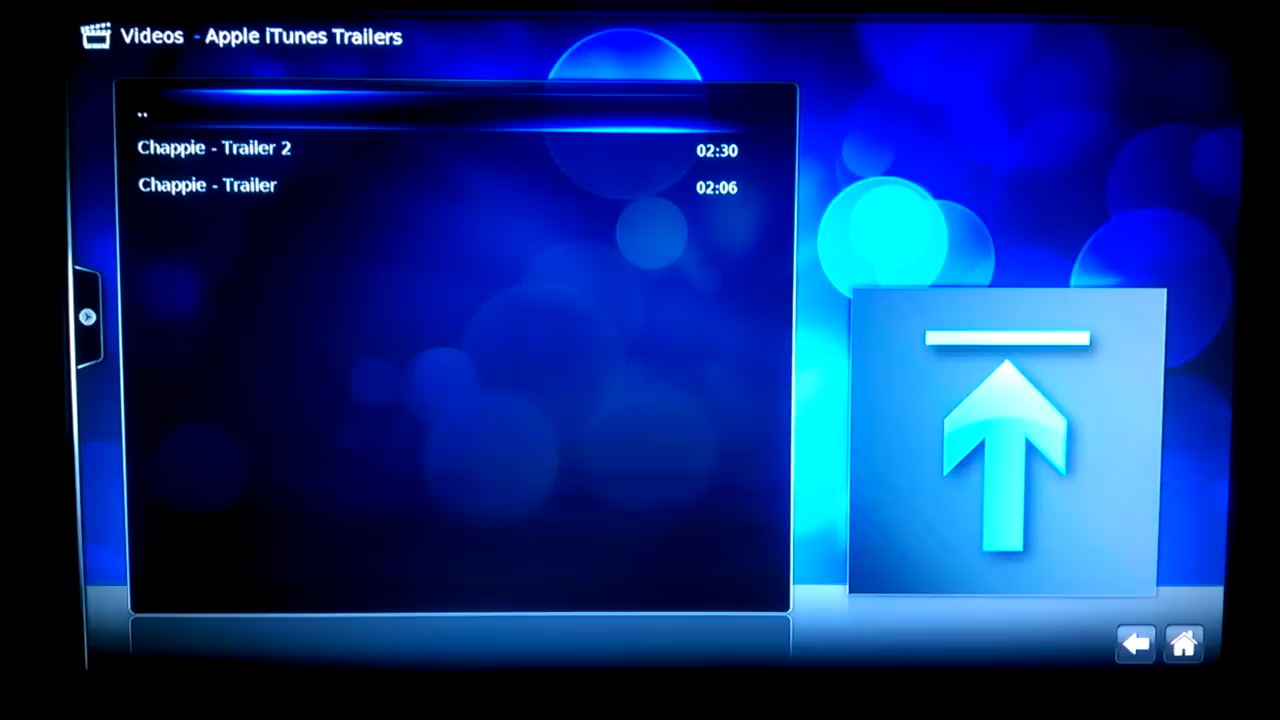 Videos - Apple iTunes Trailers
..
Chappie - Trailer 2 02:30
Chappie - Trailer 02:06